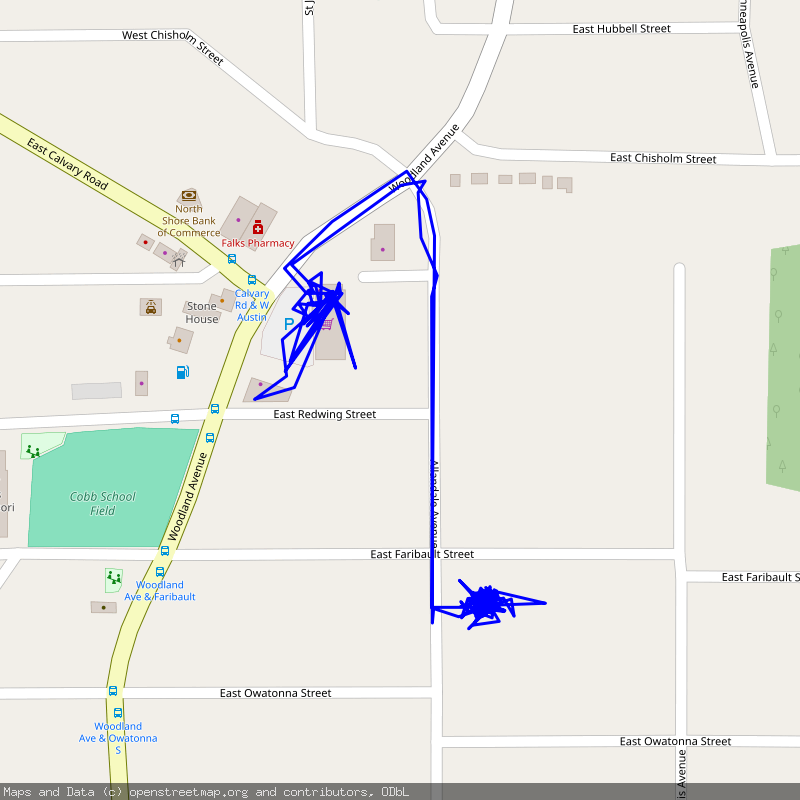 St J
East Hubbell Street
West Chisholm Street
nneapolis Avenue
Woodland Avenue
East Chisholm Street
East Calvary Road
North
Shore Bank
of Commerce
Falks Pharmacy
Calvary
Rd & W
Austin
Stone
House
P
East Redwing Street
Woodland Avenue
Allendale Avenue
Cobb School
Field
ori
East Faribault Street
East Faribault S
Woodland
Ave & Faribault
East Owatonna Street
Woodland
Ave & Owatonna
S
East Owatonna Street
is Avenue
Maps and Data (c) openstreetmap.org and contributors, ODbL